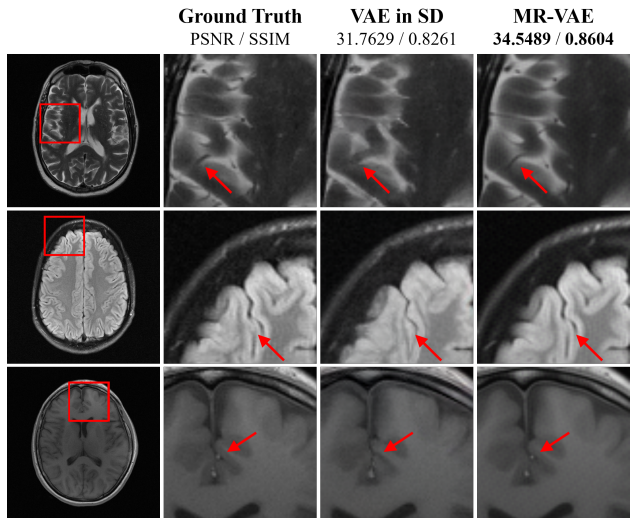 Ground Truth
PSNR / SSIM
VAE in SD
31.7629 / 0.8261
MR-VAE
34.5489 / 0.8604